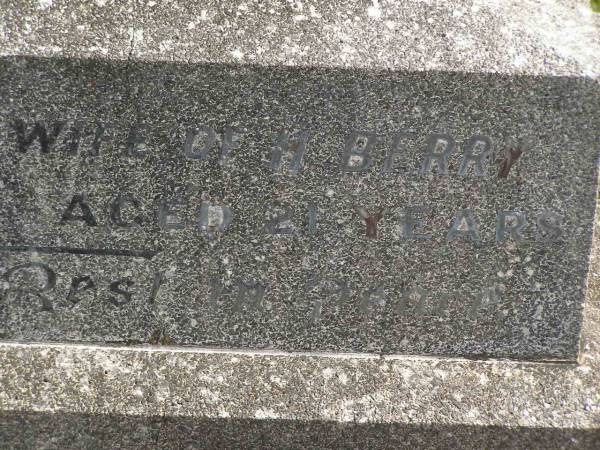 WIFE OF H. BERRY
AGED 21 YEARS
Rest in Peace